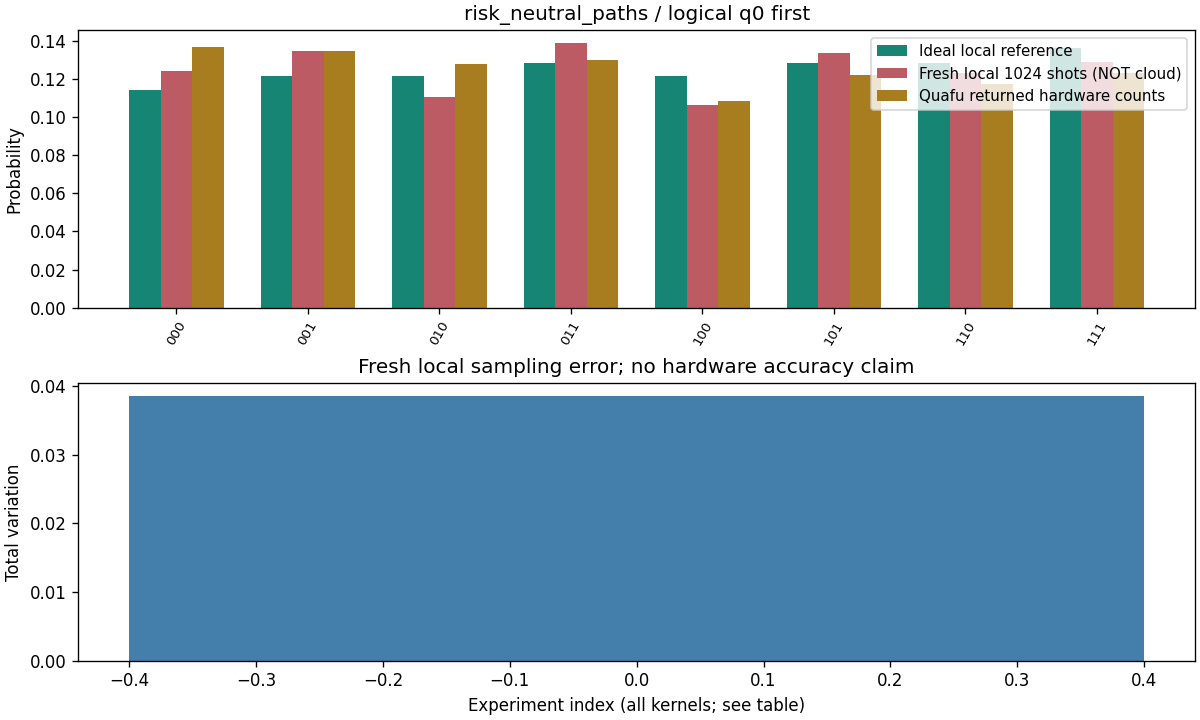 risk_neutral_paths / logical q0 first
Ideal local reference
Fresh local 1024 shots (NOT cloud)
Quafu returned hardware counts
Probability
0.14
0.12
0.10
0.08
0.06
0.04
0.02
0.00
000 001 010 011 100 101 110 111
Fresh local sampling error; no hardware accuracy claim
Total variation
0.04
0.03
0.02
0.01
0.00
−0.4 −0.3 −0.2 −0.1 0.0 0.1 0.2 0.3 0.4
Experiment index (all kernels; see table)